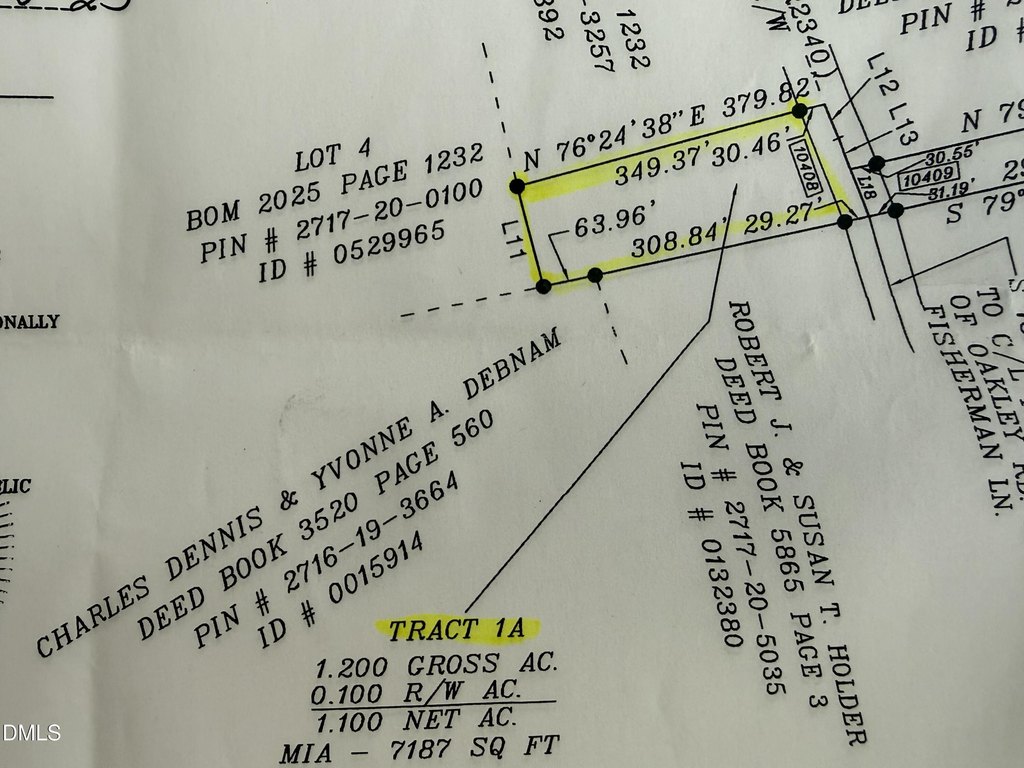 392
-3257
1232
R/W
2340)
PIN #
ID #
L12
L13
N 76°24'38" E 379.82'
349.37'
30.46'
10408
N 79
30.55'
10409
31.19'
L18
S 79°
LOT 4
BOM 2025 PAGE 1232
PIN # 2717-20-0100
ID # 0529965
L11
63.96'
308.84'
29.27'
ONALLY
TO C/L
OF OAKLEY RD.
FISHERMAN LN.
CHARLES DENNIS & YVONNE A. DEBNAM
DEED BOOK 3520 PAGE 560
PIN # 2716-19-3664
ID # 0015914
ROBERT J. & SUSAN T. HOLDER
DEED BOOK 5865 PAGE 3
PIN # 2717-20-5035
ID # 0132380
LIC
TRACT 1A
1.200 GROSS AC.
0.100 R/W AC.
1.100 NET AC.
MIA - 7187 SQ FT
DMLS